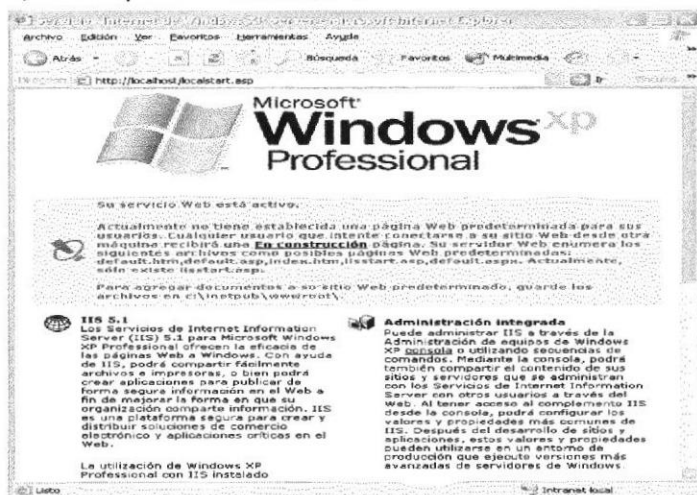 Servicios de Internet de Windows XP Server - Microsoft Internet Explorer
Archivo Edición Ver Favoritos Herramientas Ayuda
Atrás Búsqueda Favoritos Multimedia
http://localhost/localstart.asp Ir
Microsoft
Windows xp
Professional
Su servicio Web está activo.
Actualmente no tiene establecida una página Web predeterminada para sus
usuarios. Cualquier usuario que intente conectarse a su sitio Web desde otra
máquina recibirá una En construcción página. Su servidor Web enumera los
siguientes archivos como posibles páginas Web predeterminadas:
default.htm,default.asp,index.htm,iisstart.asp,default.aspx. Actualmente,
sólo existe iisstart.asp.
Para agregar documentos a su sitio Web predeterminado, guarde los
archivos en c:\inetpub\wwwroot\.
IIS 5.1
Los Servicios de Internet Information
Server (IIS) 5.1 para Microsoft Windows
XP Professional ofrecen la eficacia de
las páginas Web a Windows. Con ayuda
de IIS, podrá compartir fácilmente
archivos e impresoras, o bien podrá
crear aplicaciones para publicar de
forma segura información en el Web a
fin de mejorar la forma en que su
organización comparte información. IIS
es una plataforma segura para crear y
distribuir soluciones de comercio
electrónico y aplicaciones críticas en el
Web.
La utilización de Windows XP
Professional con IIS instalado
Administración integrada
Puede administrar IIS a través de la
Administración de equipos de Windows
XP consola o utilizando secuencias de
comandos. Mediante la consola, podrá
también compartir el contenido de sus
sitios y servidores que se administran
con los Servicios de Internet Information
Server con otros usuarios a través del
Web. Al tener acceso al complemento IIS
desde la consola, podrá configurar los
valores y propiedades más comunes de
IIS. Después del desarrollo de sitios y
aplicaciones, estos valores y propiedades
pueden utilizarse en un entorno de
producción que ejecute versiones más
avanzadas de servidores de Windows.
Listo Intranet local